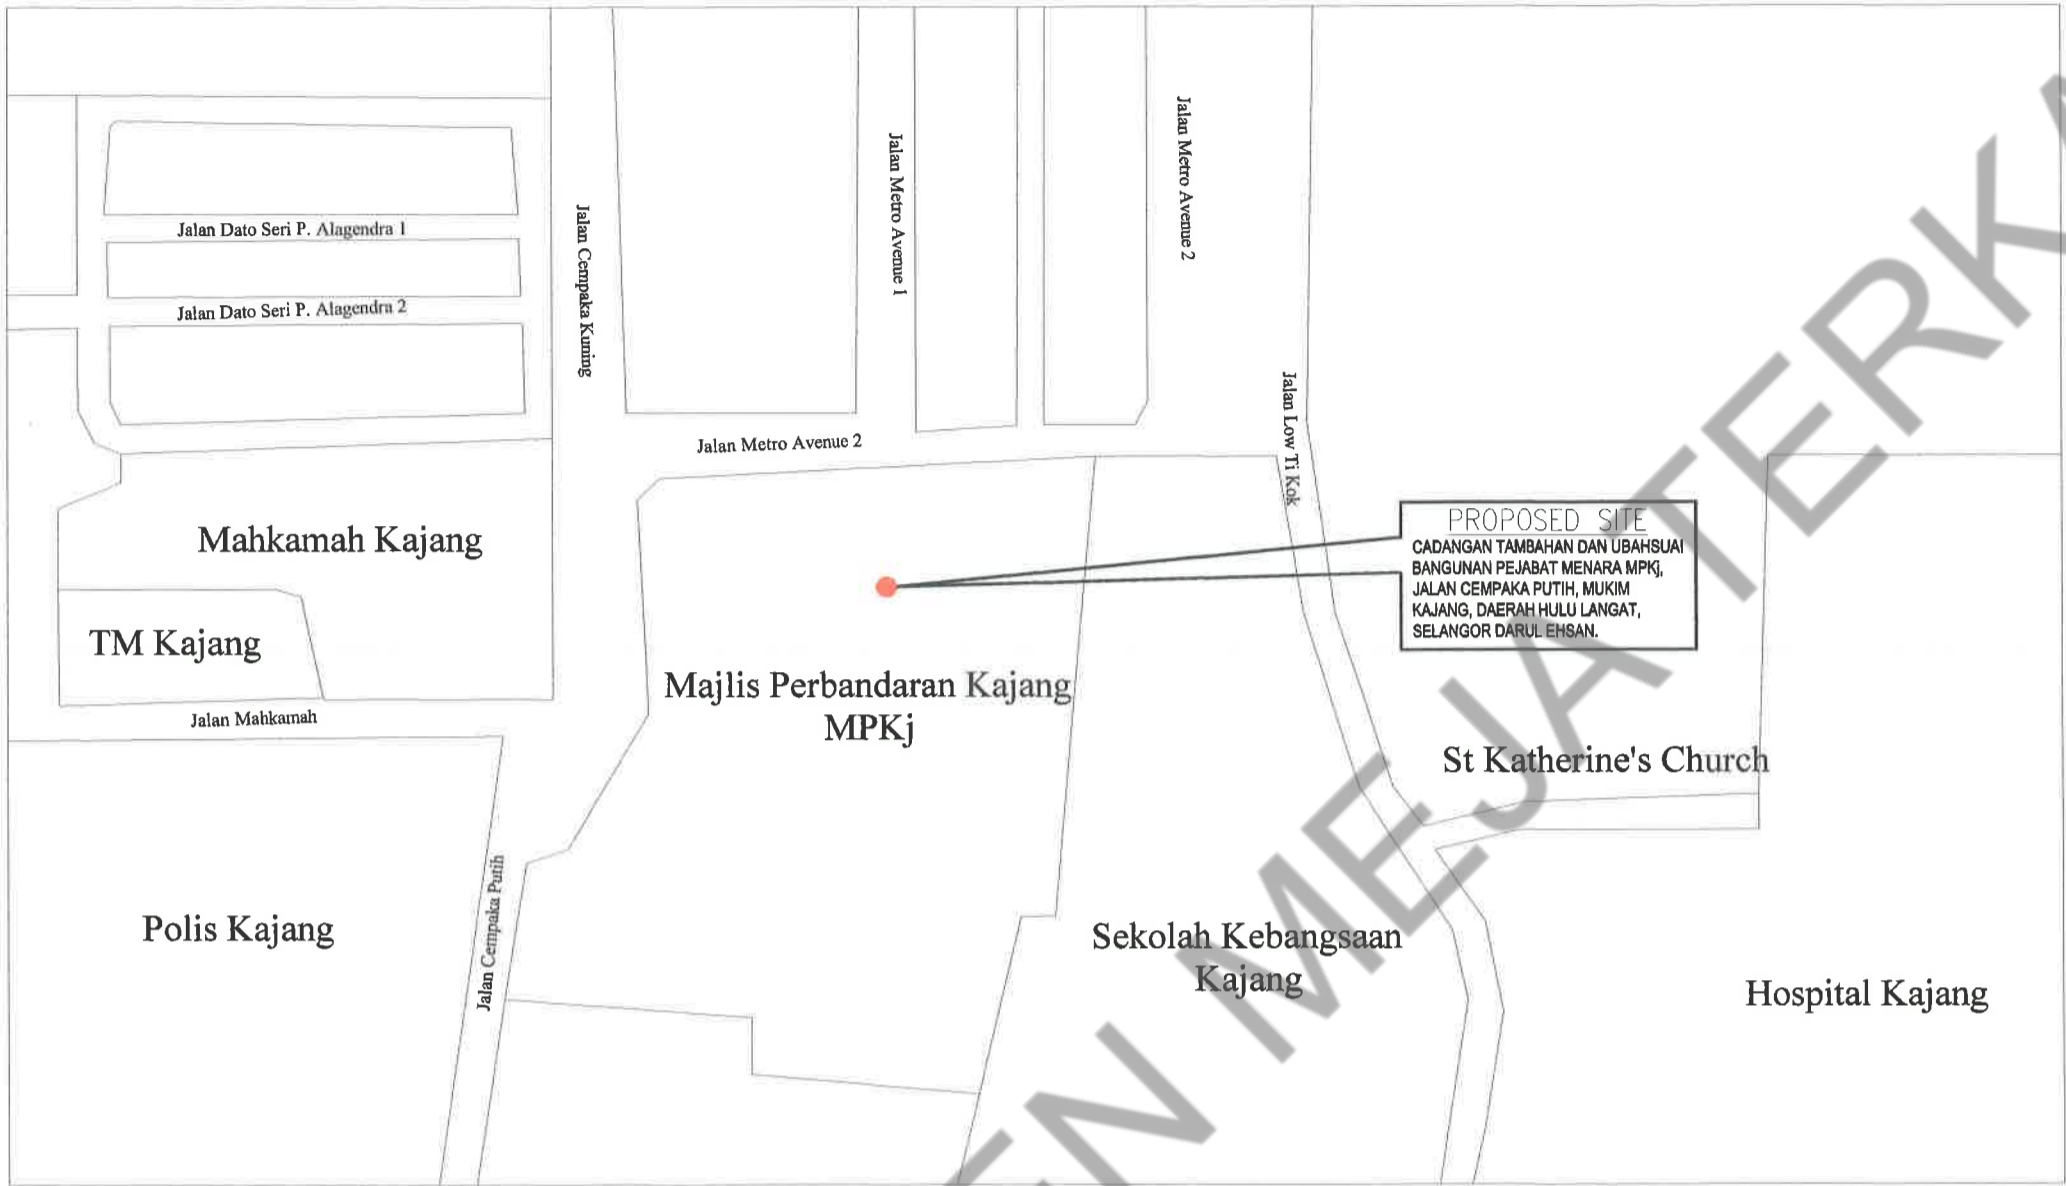 Jalan Dato Seri P. Alagendra 1
Jalan Dato Seri P. Alagendra 2
Jalan Cempaka Kuning
Jalan Metro Avenue 1
Jalan Metro Avenue 2
Jalan Metro Avenue 2
Jalan Low Ti Kok
PROPOSED SITE
CADANGAN TAMBAHAN DAN UBAHSUAI
BANGUNAN PEJABAT MENARA MPKj,
JALAN CEMPAKA PUTIH, MUKIM
KAJANG, DAERAH HULU LANGAT,
SELANGOR DARUL EHSAN.
Mahkamah Kajang
TM Kajang
Jalan Mahkamah
Majlis Perbandaran Kajang
MPKj
St Katherine's Church
Polis Kajang
Jalan Cempaka Putih
Sekolah Kebangsaan
Kajang
Hospital Kajang
EN MEJA TERKA